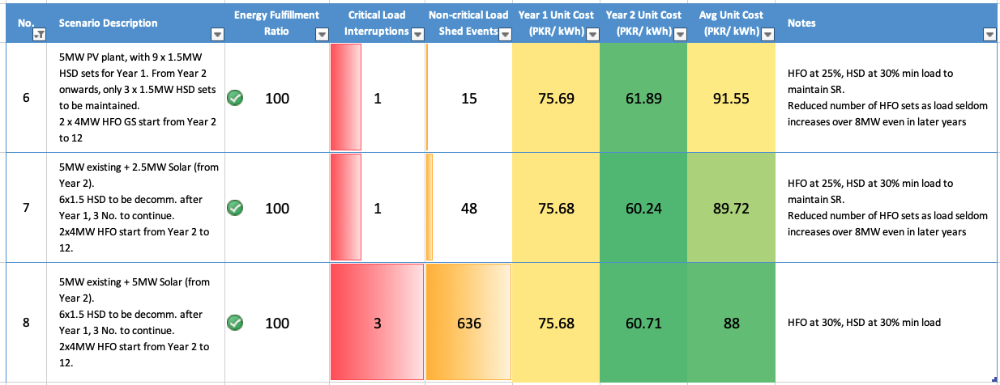 No. Scenario Description Energy Fulfillment Ratio Critical Load Interruptions Non-critical Load Shed Events Year 1 Unit Cost (PKR/ kWh) Year 2 Unit Cost (PKR/ kWh) Avg Unit Cost (PKR/ kWh) Notes
6
5MW PV plant, with 9 x 1.5MW
HSD sets for Year 1. From Year 2
onwards, only 3 x 1.5MW HSD sets
to be maintained.
2 x 4MW HFO GS start from Year 2
to 12
100 1 15 75.69 61.89 91.55
HFO at 25%, HSD at 30% min load to
maintain SR.
Reduced number of HFO sets as load seldom
increases over 8MW even in later years
7
5MW existing + 2.5MW Solar (from
Year 2).
6x1.5 HSD to be decomm. after
Year 1, 3 No. to continue.
2x4MW HFO start from Year 2 to
12.
100 1 48 75.68 60.24 89.72
HFO at 25%, HSD at 30% min load to
maintain SR.
Reduced number of HFO sets as load seldom
increases over 8MW even in later years
8
5MW existing + 5MW Solar (from
Year 2).
6x1.5 HSD to be decomm. after
Year 1, 3 No. to continue.
2x4MW HFO start from Year 2 to
12.
100 3 636 75.68 60.71 88
HFO at 30%, HSD at 30% min load